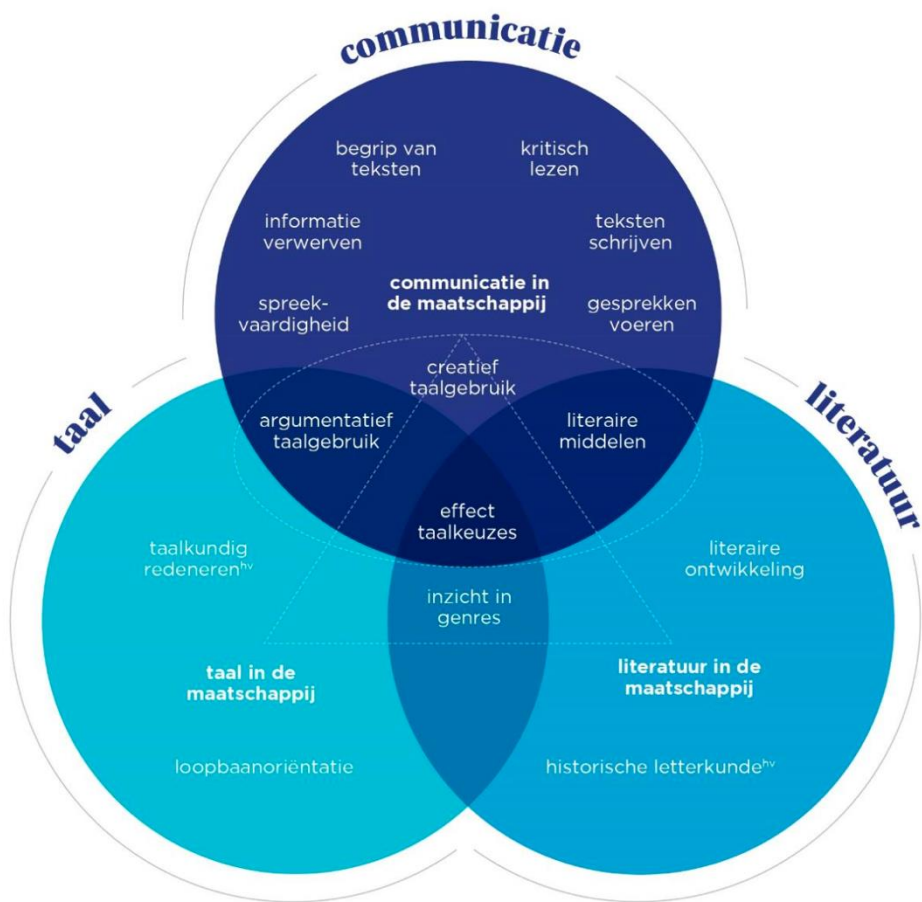 communicatie
begrip van
teksten
kritisch
lezen
informatie
verwerven
teksten
schrijven
communicatie in
de maatschappij
spreek-
vaardigheid
gesprekken
voeren
creatief
taalgebruik
taal
literatuur
argumentatief
taalgebruik
literaire
middelen
effect
taalkeuzes
taalkundig
redenerenhv
literaire
ontwikkeling
inzicht in
genres
taal in de
maatschappij
literatuur in de
maatschappij
loopbaanoriëntatie
historische letterkundehv